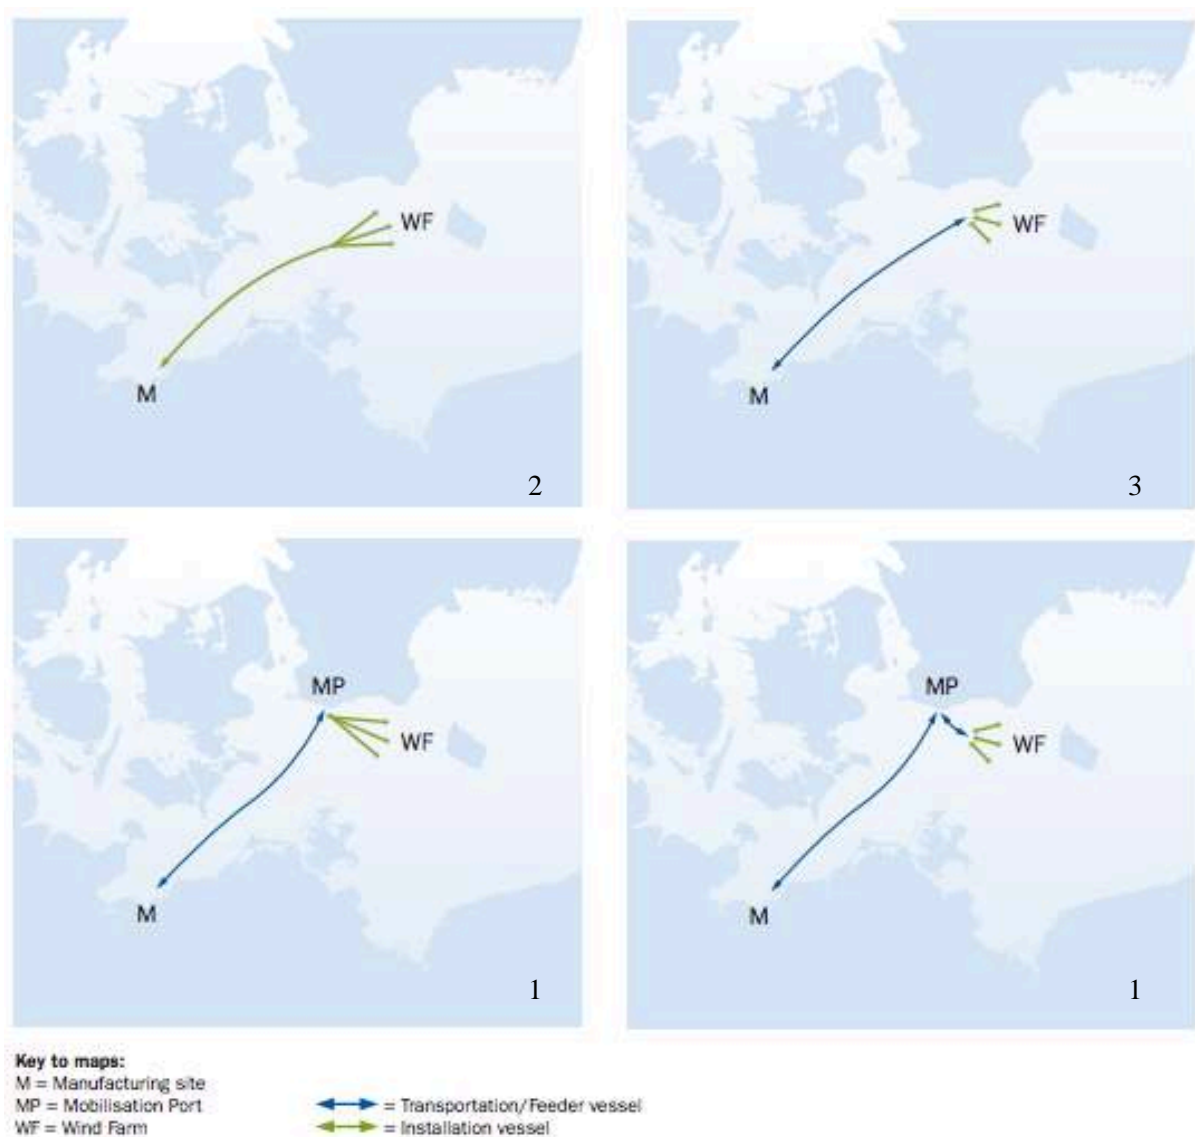 WF
M
2
WF
M
3
MP
WF
M
1
MP
WF
M
1
Key to maps:
M = Manufacturing site
MP = Mobilisation Port
WF = Wind Farm
= Transportation/Feeder vessel
= Installation vessel